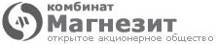 комбинат
Магнезит
открытое акционерное общество